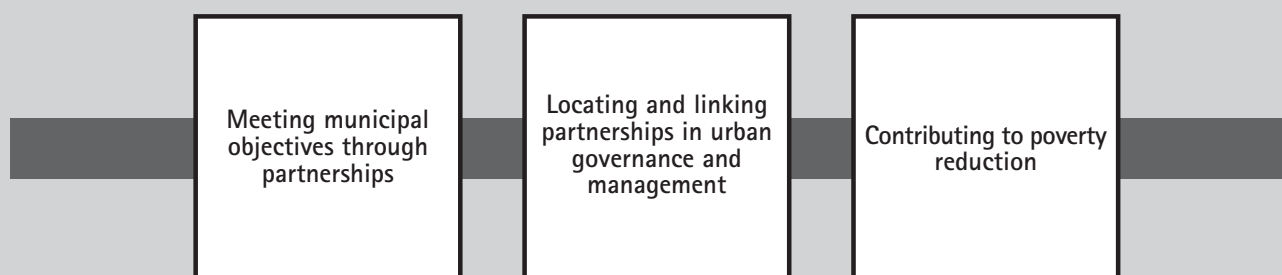 Meeting municipal
objectives through
partnerships
Locating and linking
partnerships in urban
governance and
management
Contributing to poverty
reduction